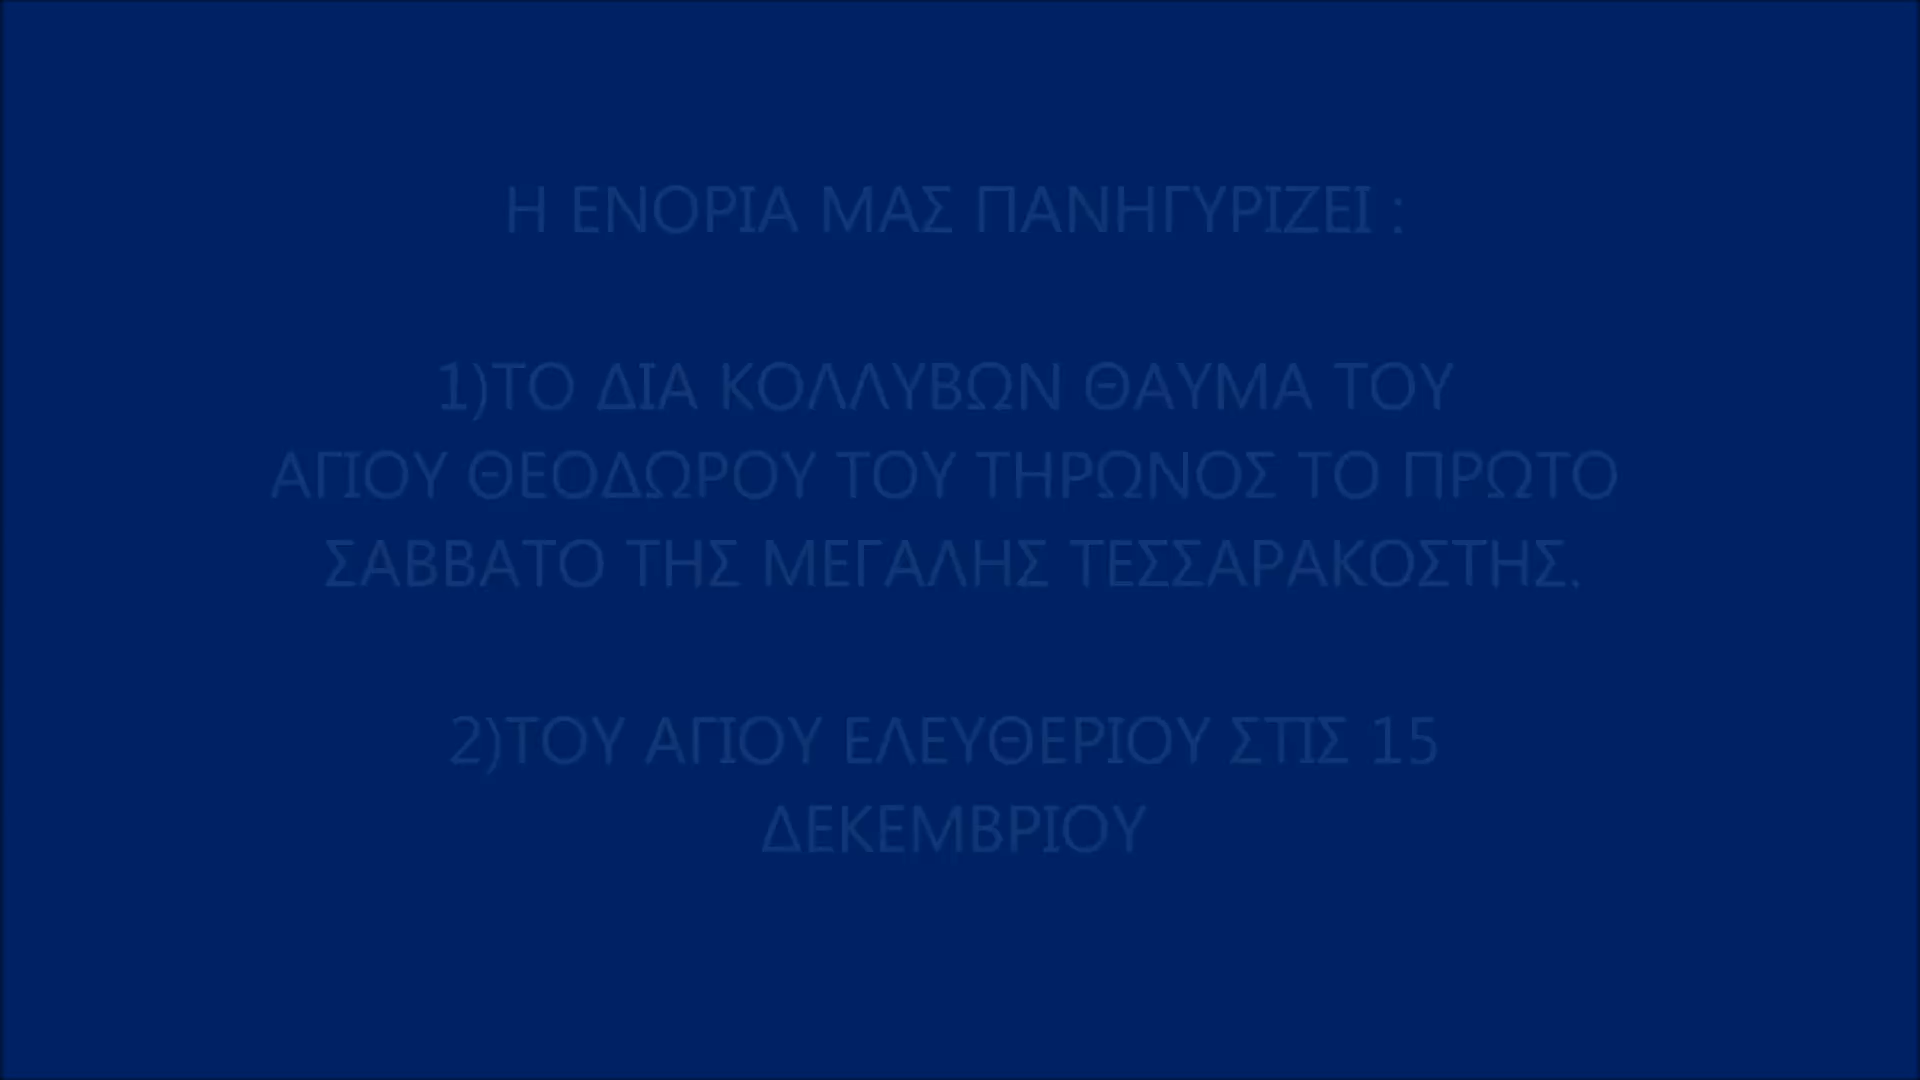 Η ΕΝΟΡΙΑ ΜΑΣ ΠΑΝΗΓΥΡΙΖΕΙ :
1)ΤΟ ΔΙΑ ΚΟΛΛΥΒΩΝ ΘΑΥΜΑ ΤΟΥ
ΑΓΙΟΥ ΘΕΟΔΩΡΟΥ ΤΟΥ ΤΗΡΩΝΟΣ ΤΟ ΠΡΩΤΟ
ΣΑΒΒΑΤΟ ΤΗΣ ΜΕΓΑΛΗΣ ΤΕΣΣΑΡΑΚΟΣΤΗΣ.
2)ΤΟΥ ΑΓΙΟΥ ΕΛΕΥΘΕΡΙΟΥ ΣΤΙΣ 15
ΔΕΚΕΜΒΡΙΟΥ